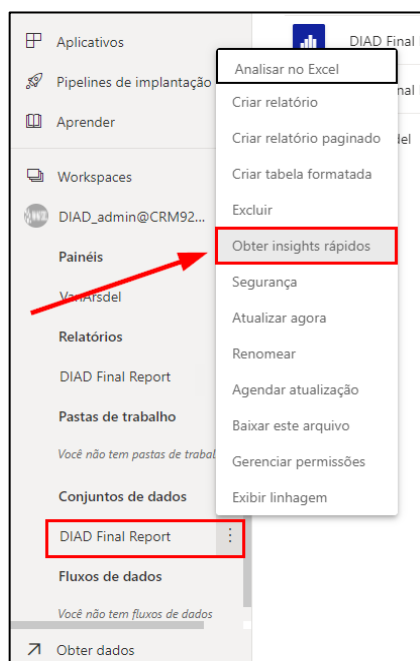 Aplicativos
Pipelines de implantação
Aprender
Workspaces
DIAD_admin@CRM92...
Painéis
VanArsdel
Relatórios
DIAD Final Report
Pastas de trabalho
Você não tem pastas de trabal
Conjuntos de dados
DIAD Final Report
Fluxos de dados
Você não tem fluxos de dados
Obter dados
DIAD Final
Analisar no Excel
Criar relatório
Criar relatório paginado
Criar tabela formatada
Excluir
Obter insights rápidos
Segurança
Atualizar agora
Renomear
Agendar atualização
Baixar este arquivo
Gerenciar permissões
Exibir linhagem